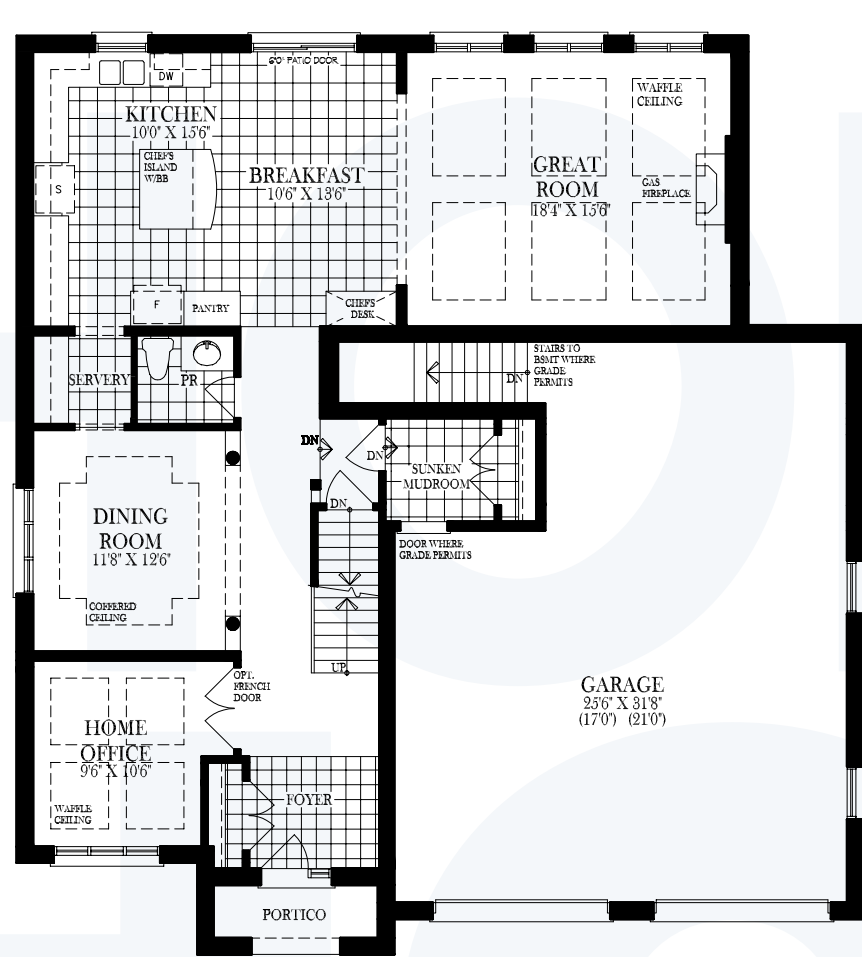 6'0" PATIO DOOR
DW
KITCHEN
10'0" X 15'6"
CHEFS
ISLAND
W/BB
S
BREAKFAST
10'6" X 13'6"
WAFFLE
CEILING
GREAT
ROOM
18'4" X 15'6"
GAS
FIREPLACE
F
PANTRY
CHEFS
DESK
SERVERY
PR
STAIRS TO
BSMT WHERE
GRADE
PERMITS
DN
DN
DN
SUNKEN
MUDROOM
DN
DINING
ROOM
11'8" X 12'6"
COFFERED
CEILING
DOOR WHERE
GRADE PERMITS
UP
OPT.
FRENCH
DOOR
GARAGE
25'6" X 31'8"
(17'0") (21'0")
HOME
OFFICE
9'6" X 10'6"
WAFFLE
CEILING
FOYER
PORTICO